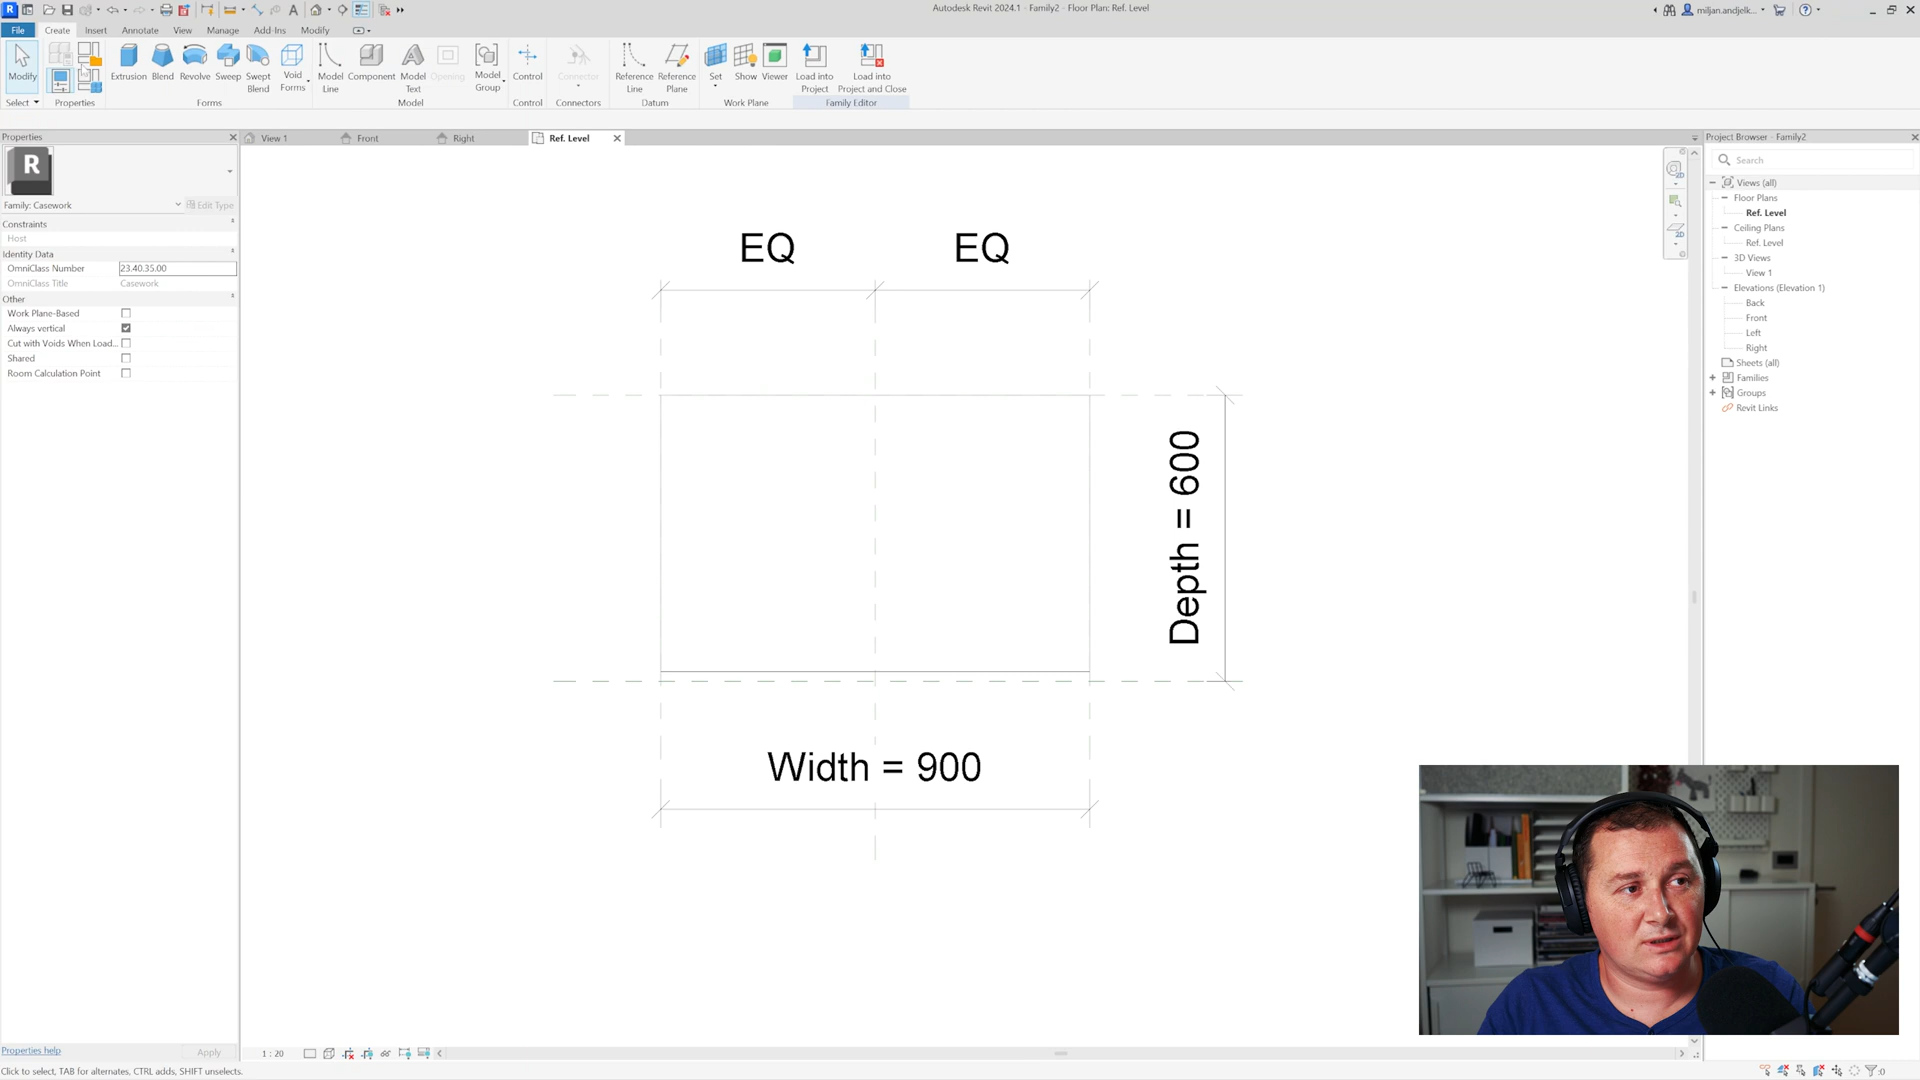 Autodesk Revit 2024.1 - Family2 - Floor Plan: Ref. Level
miljan.andjelk...
File
Create
Insert
Annotate
View
Manage
Add-Ins
Modify
Modify
Extrusion
Blend
Revolve
Sweep
Swept
Blend
Void
Forms
Model
Line
Component
Model
Text
Opening
Model
Group
Control
Connector
Reference
Line
Reference
Plane
Set
Show
Viewer
Load into
Project
Load into
Project and Close
Select
Properties
Forms
Model
Control
Connectors
Datum
Work Plane
Family Editor
Properties
View 1
Front
Right
Ref. Level
Project Browser - Family2
R
Family: Casework
Edit Type
Constraints
Host
Identity Data
OmniClass Number
23.40.35.00
OmniClass Title
Casework
Other
Work Plane-Based
Always vertical
Cut with Voids When Load...
Shared
Room Calculation Point
EQ
EQ
Depth = 600
Width = 900
Search
Views (all)
Floor Plans
Ref. Level
Ceiling Plans
Ref. Level
3D Views
View 1
Elevations (Elevation 1)
Back
Front
Left
Right
Sheets (all)
Families
Groups
Revit Links
Properties help
Apply
1 : 20
Click to select, TAB for alternates, CTRL adds, SHIFT unselects.
:0